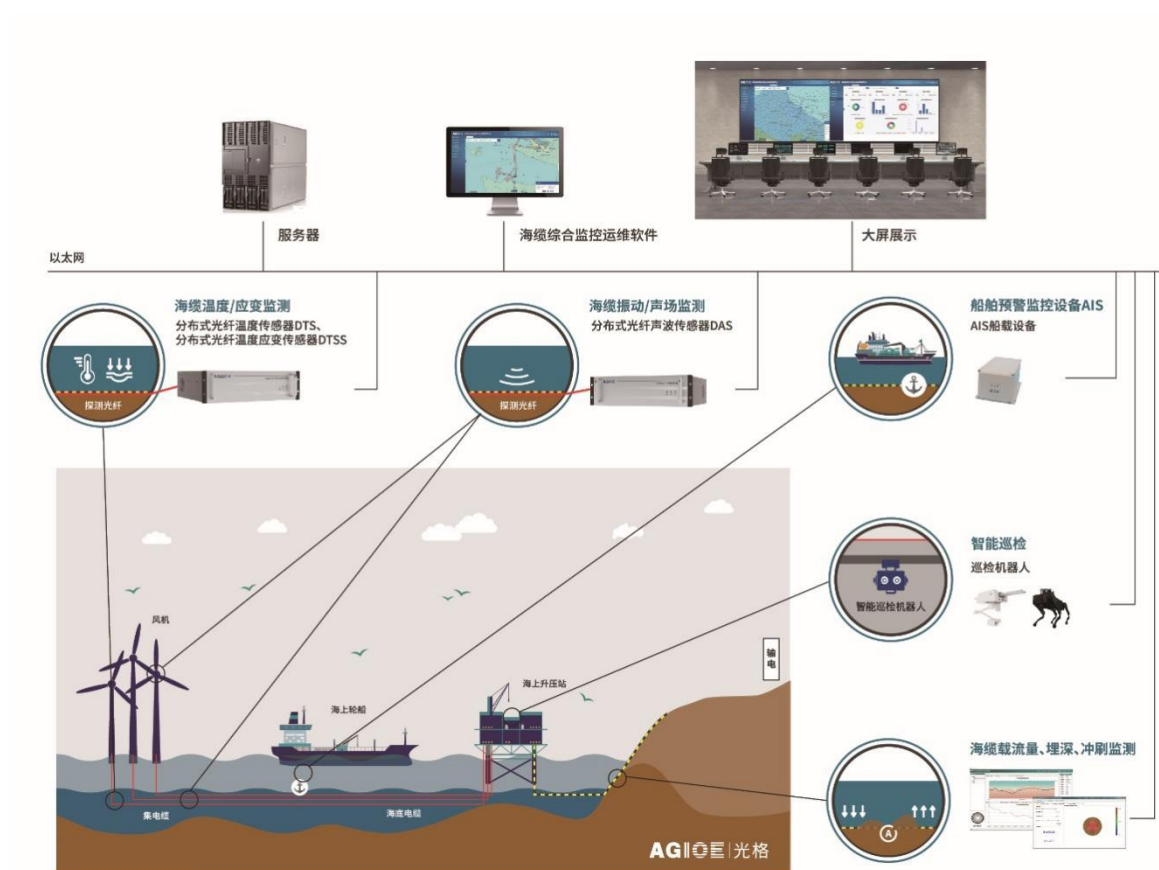 服务器
海缆综合监控运维软件
大屏展示
以太网
海缆温度/应变监测
分布式光纤温度传感器DTS、
分布式光纤温度应变传感器DTSS
探测光纤
海缆振动/声场监测
分布式光纤声波传感器DAS
探测光纤
船舶预警监控设备AIS
AIS船载设备
智能巡检
巡检机器人
智能巡检机器人
风机
输电
海上升压站
海上轮船
海缆载流量、埋深、冲刷监测
集电缆
海底电缆
A
AGIOE|光格